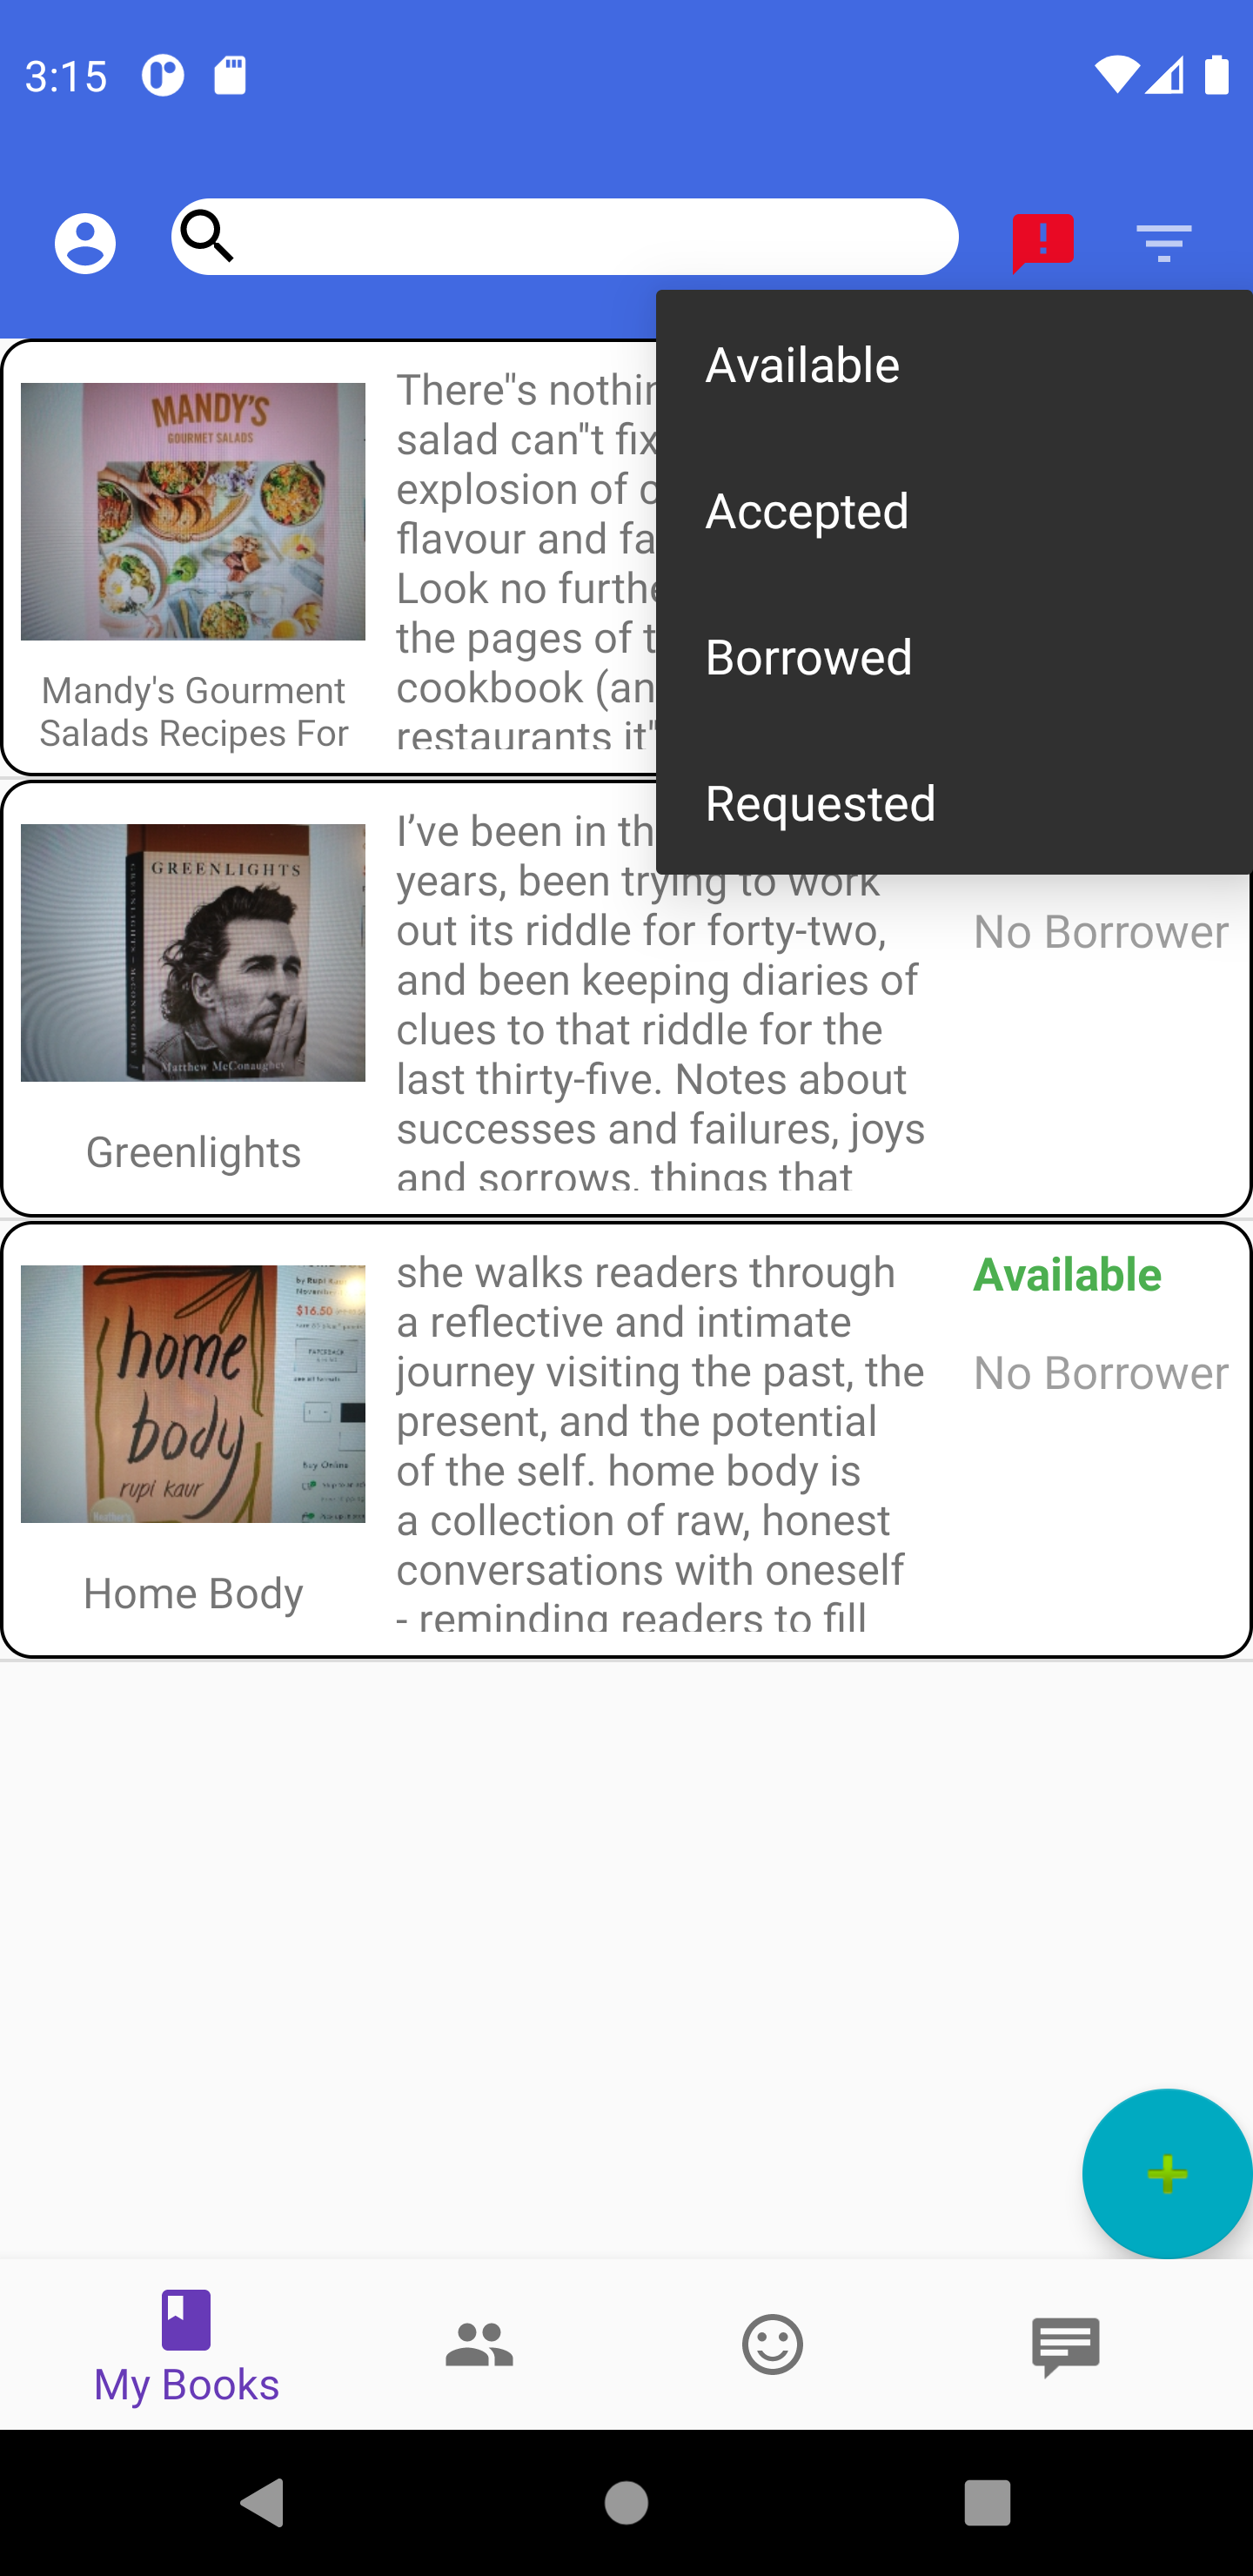 3:15
Available
Accepted
Borrowed
Requested
MANDY'S
GOURMET SALADS
Mandy's Gourment
Salads Recipes For
There"s nothin
salad can"t fix
explosion of c
flavour and fa
Look no furthe
the pages of t
cookbook (an
restaurants it"
GREENLIGHTS
Matthew McConaughey
Greenlights
I’ve been in th
years, been trying to work
out its riddle for forty-two,
and been keeping diaries of
clues to that riddle for the
last thirty-five. Notes about
successes and failures, joys
and sorrows, things that
No Borrower
by Rupi Kau
November
$16.50
home
body
rupi kaur
Buy Online
Home Body
she walks readers through
a reflective and intimate
journey visiting the past, the
present, and the potential
of the self. home body is
a collection of raw, honest
conversations with oneself
- reminding readers to fill
Available
No Borrower
My Books